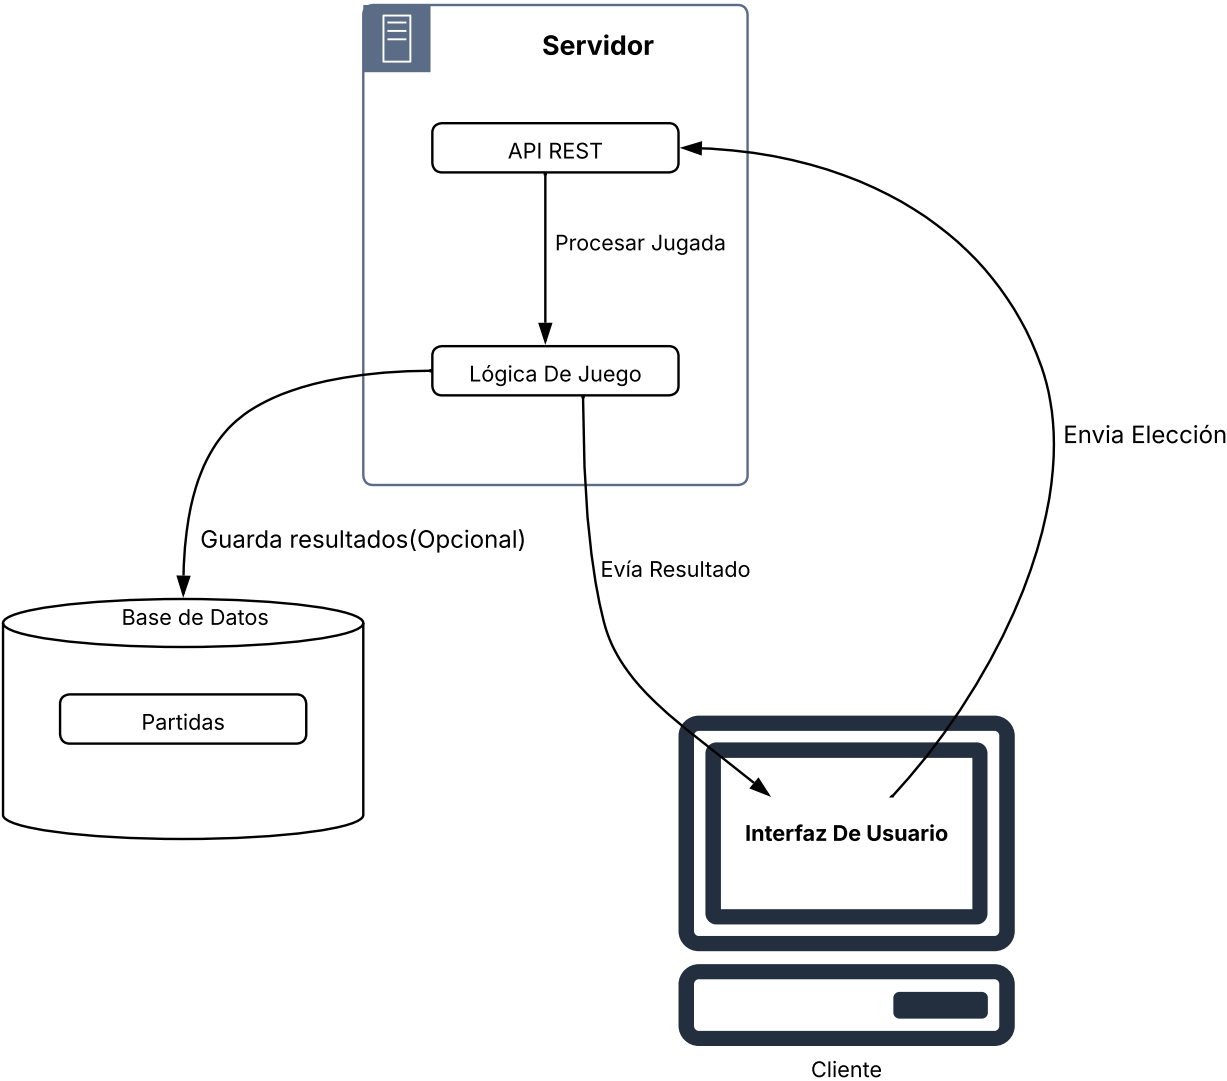 Servidor
API REST
Procesar Jugada
Lógica De Juego
Envia Elección
Guarda resultados(Opcional)
Evía Resultado
Base de Datos
Partidas
Interfaz De Usuario
Cliente